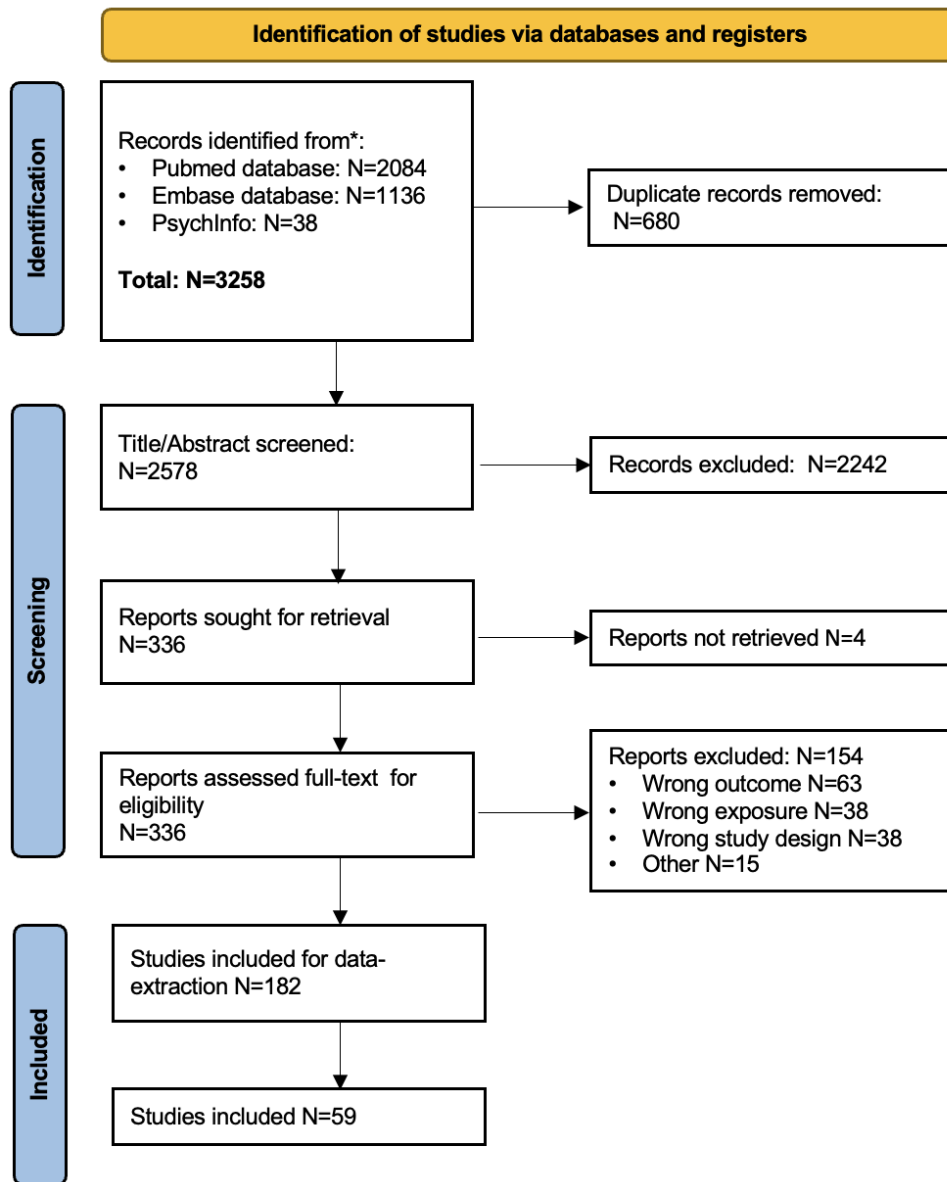 Identification of studies via databases and registers
Identification
Records identified from*:
• Pubmed database: N=2084
• Embase database: N=1136
• PsychInfo: N=38
Total: N=3258
Duplicate records removed:
N=680
Screening
Title/Abstract screened:
N=2578
Records excluded: N=2242
Reports sought for retrieval
N=336
Reports not retrieved N=4
Reports assessed full-text for
eligibility
N=336
Reports excluded: N=154
• Wrong outcome N=63
• Wrong exposure N=38
• Wrong study design N=38
• Other N=15
Included
Studies included for data-
extraction N=182
Studies included N=59